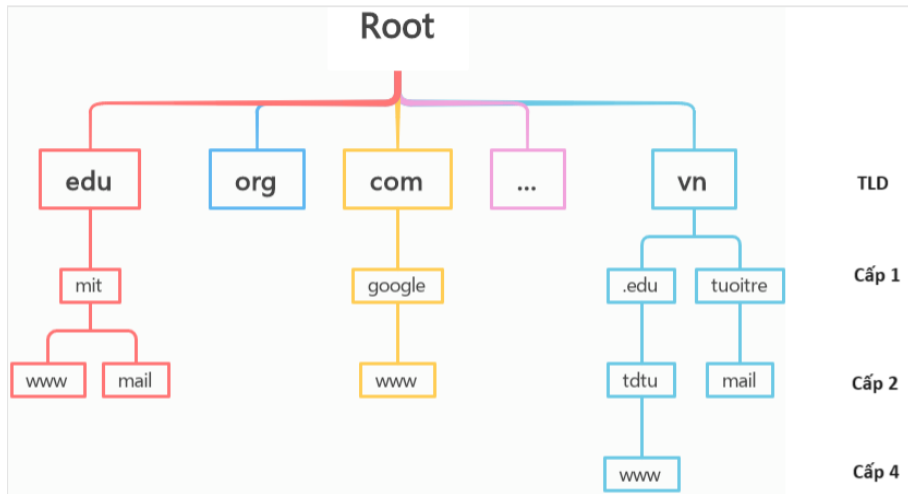 Root
edu org com ... vn TLD
mit google .edu tuoitre Cấp 1
www mail www tdtu mail Cấp 2
www Cấp 4